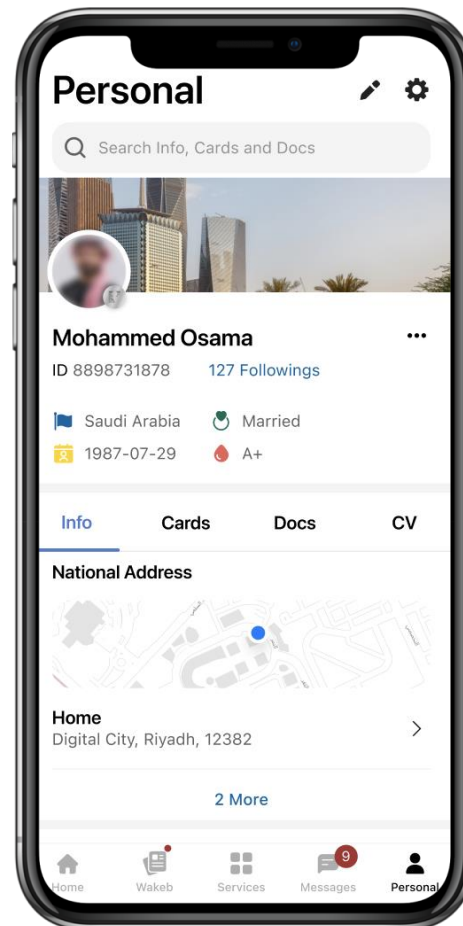 Personal
Search Info, Cards and Docs
Mohammed Osama
ID 8898731878 127 Followings
Saudi Arabia Married
1987-07-29 A+
Info Cards Docs CV
National Address
Home
Digital City, Riyadh, 12382
2 More
9
Home Wakeb Services Messages Personal